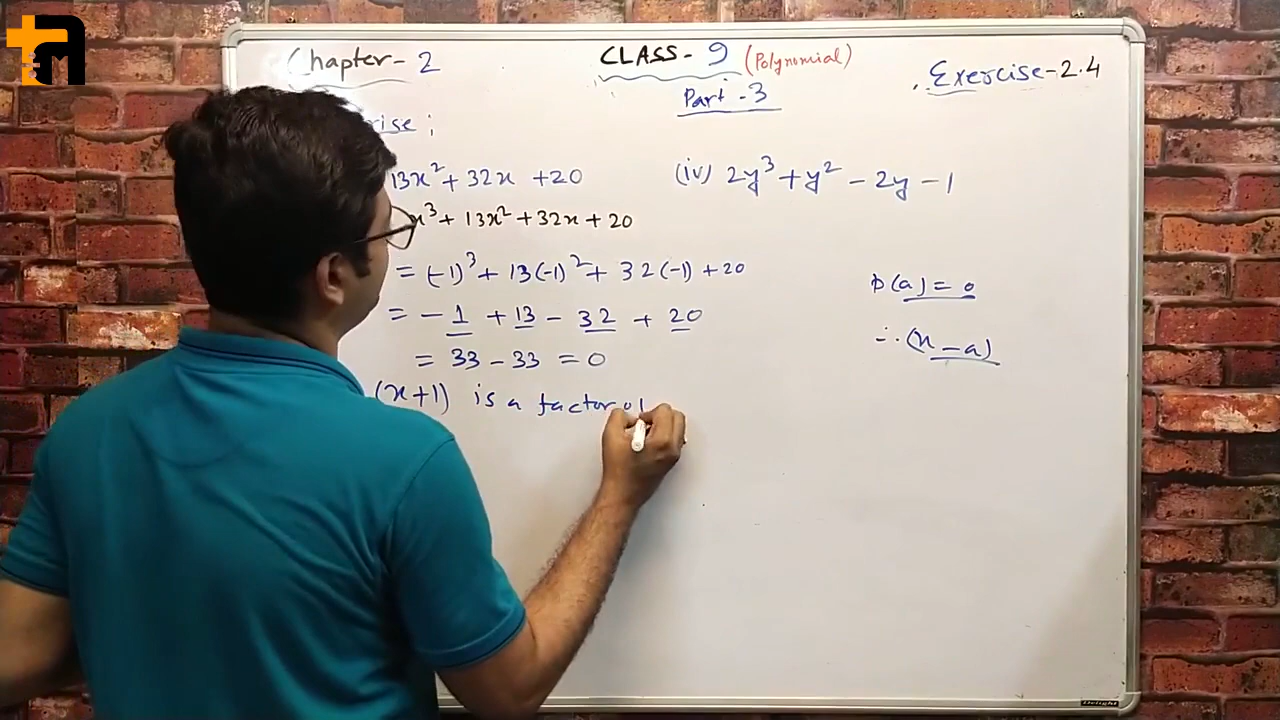 Chapter - 2
CLASS - 9 (Polynomial)
Part - 3
Exercise - 2.4
rise ;
13x² + 32x + 20
x³ + 13x² + 32x + 20
= (-1)³ + 13(-1)² + 32(-1) + 20
= - 1 + 13 - 32 + 20
= 33 - 33 = 0
(x+1) is a factor of
(iv) 2y³ + y² - 2y - 1
p(a) = 0
∴ (x - a)
Delight